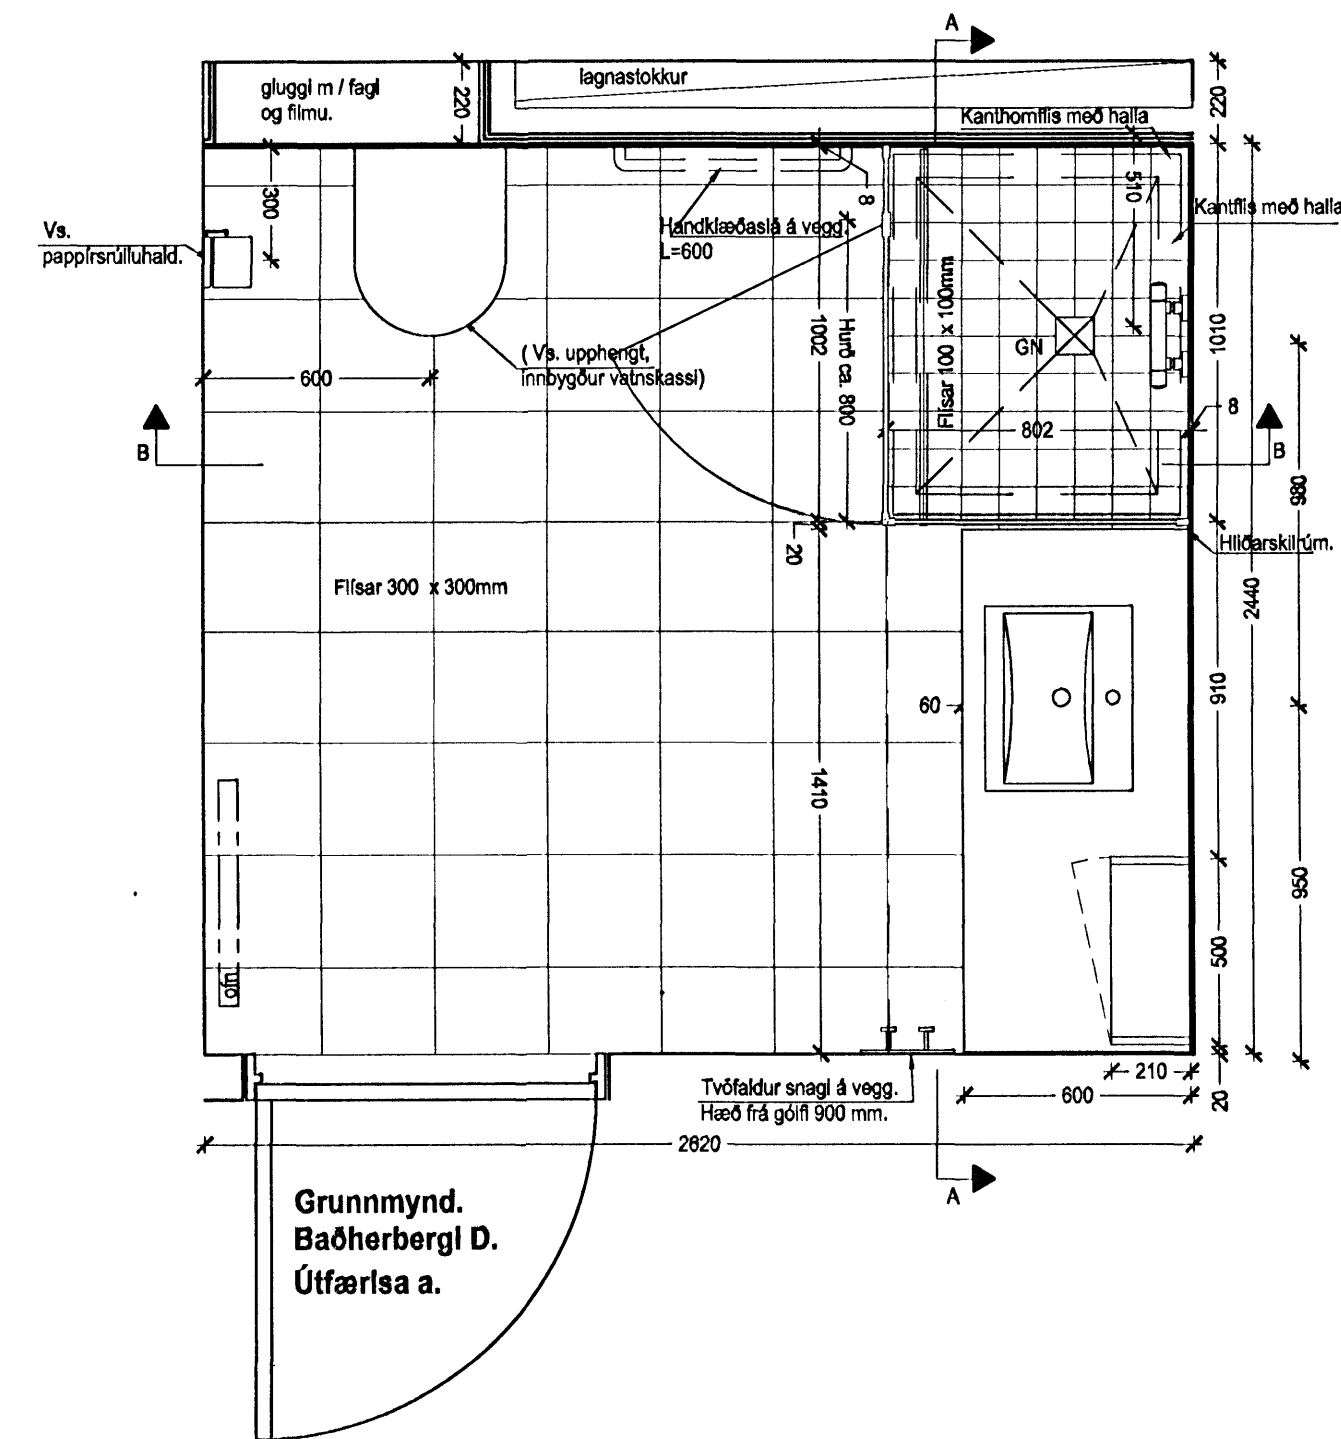 A
gluggi m / fagi
og filmu.
220
lagnastokkur
220
Kanthornflís með halla
300
8
510
Kantflís með halla
Vs.
pappírsrúlluhald.
Handklæðaslá á vegg.
L=600
Flísar 100 x 100mm
1002
Hurð ca. 800
GN
1010
( Vs. upphengt,
innbygður vatnskassi)
600
802
8
B
B
980
20
Hliðarskilrúm.
Flísar 300 x 300mm
2440
60
910
1410
950
500
ofn
Tvöfaldur snagi á vegg.
Hæð frá gólfi 900 mm.
210
600
20
2620
A
Grunnmynd.
Baðherbergi D.
Útfærlsa a.